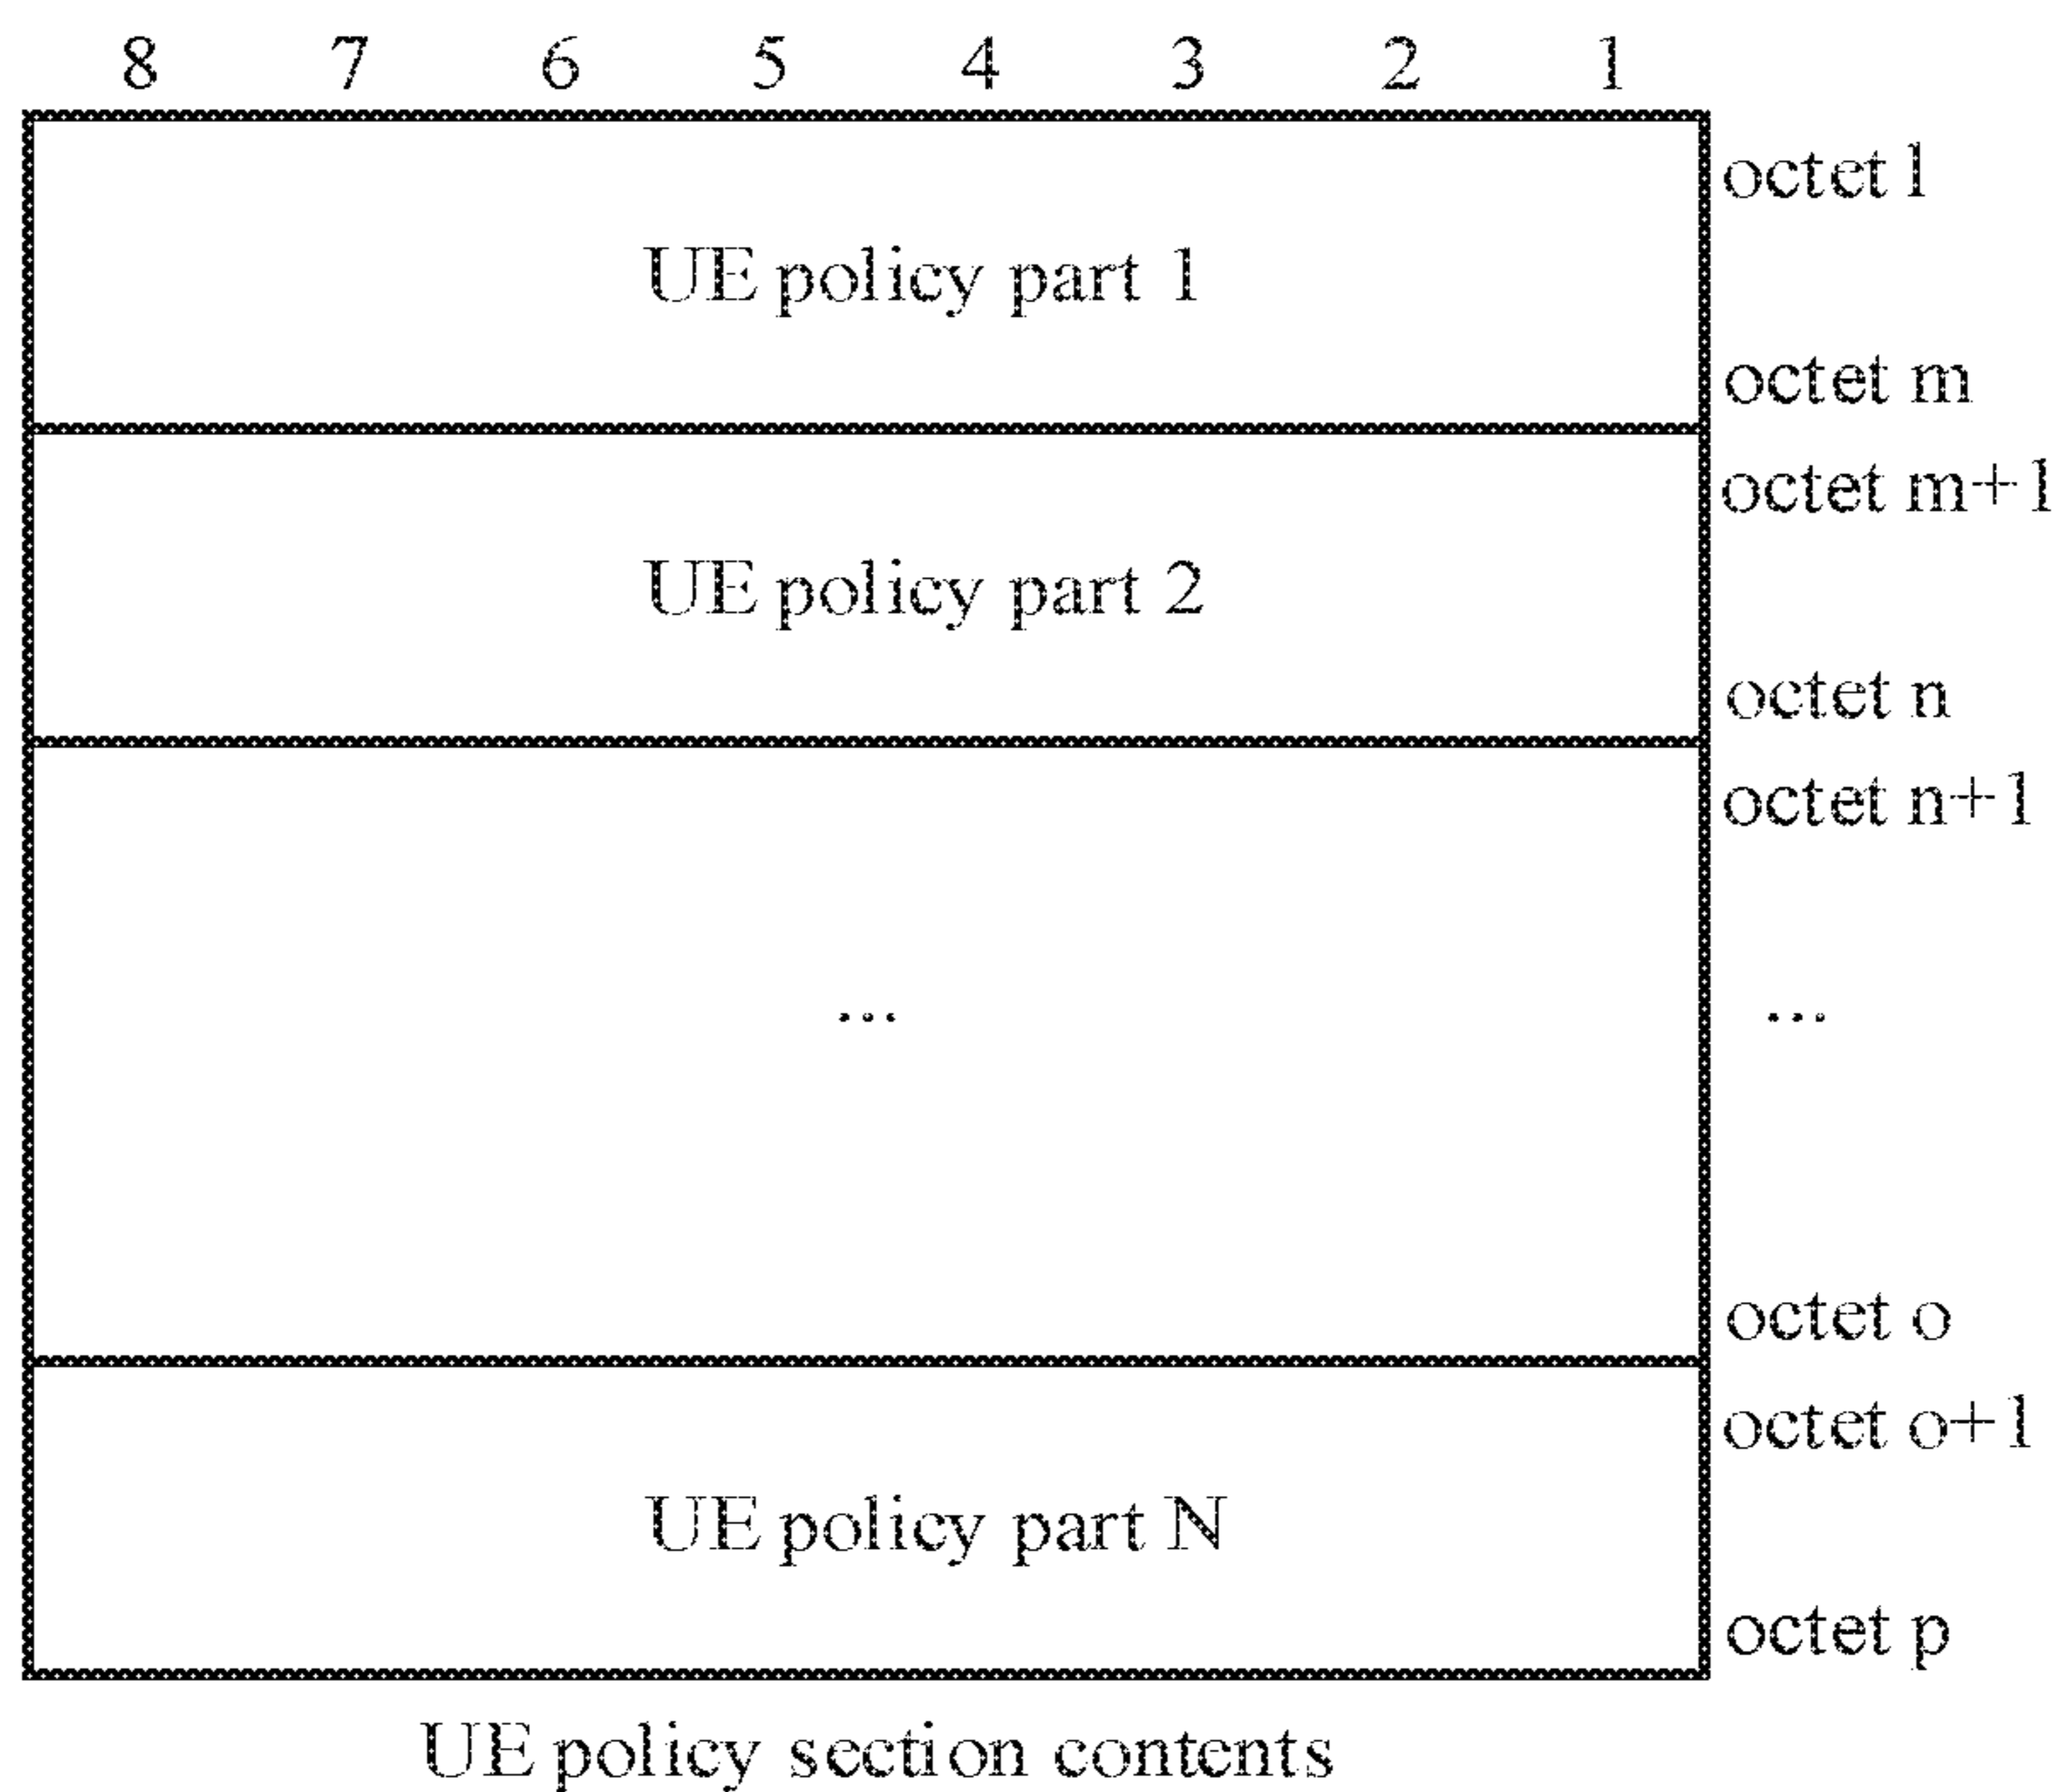 8 7 6 5 4 3 2 1
octet l
UE policy part 1
octet m
octet m+1
UE policy part 2
octet n
octet n+1
... ...
octet o
octet o+1
UE policy part N
octet p
UE policy section contents